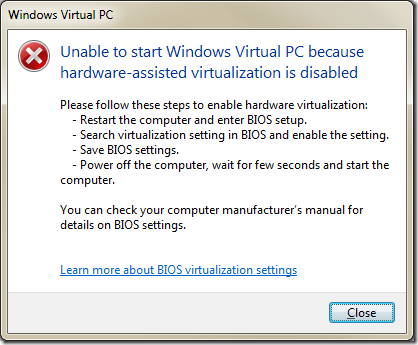 Windows Virtual PC
Unable to start Windows Virtual PC because
hardware-assisted virtualization is disabled
Please follow these steps to enable hardware virtualization:
- Restart the computer and enter BIOS setup.
- Search virtualization setting in BIOS and enable the setting.
- Save BIOS settings.
- Power off the computer, wait for few seconds and start the
computer.
You can check your computer manufacturer's manual for
details on BIOS settings.
Learn more about BIOS virtualization settings
Close